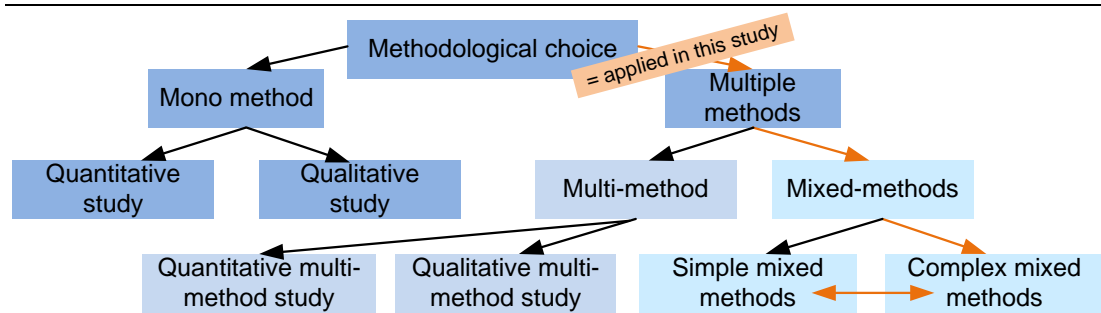 Methodological choice
= applied in this study
Mono method
Multiple
methods
Quantitative
study
Qualitative
study
Multi-method
Mixed-methods
Quantitative multi-
method study
Qualitative multi-
method study
Simple mixed
methods
Complex mixed
methods